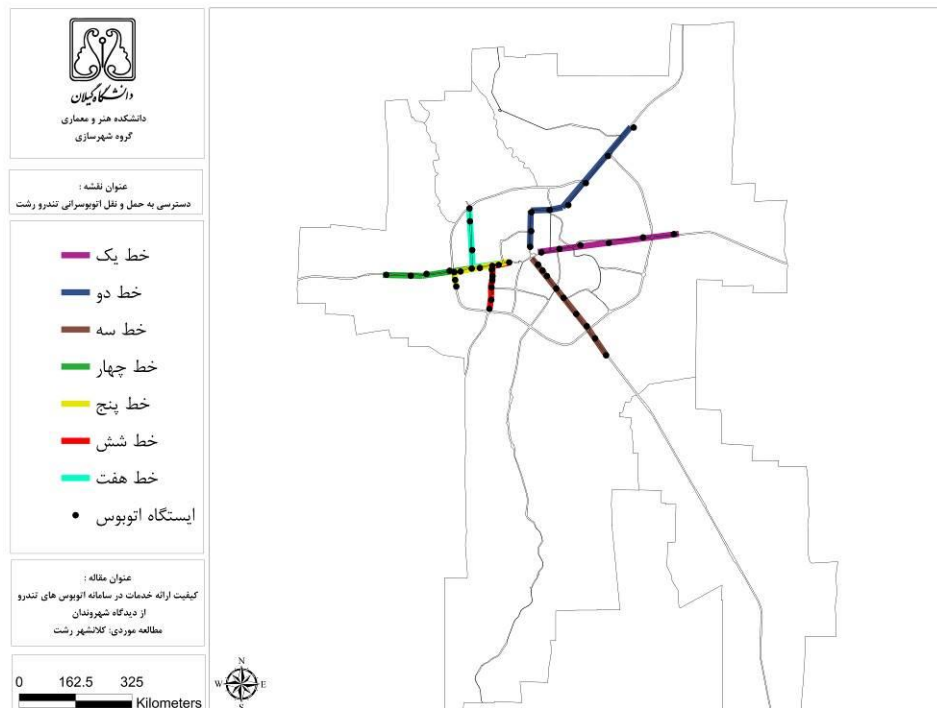 دانشگاه گیلان
دانشکده هنر و معماری
گروه شهرسازی
عنوان نقشه :
دسترسی به حمل و نقل اتوبوسرانی تندرو رشت
خط یک
خط دو
خط سه
خط چهار
خط پنج
خط شش
خط هفت
ایستگاه اتوبوس
عنوان مقاله :
کیفیت ارائه خدمات در سامانه اتوبوس های تندرو
از دیدگاه شهروندان
مطالعه موردی: کلانشهر رشت
0 162.5 325
Kilometers
N
W E
S